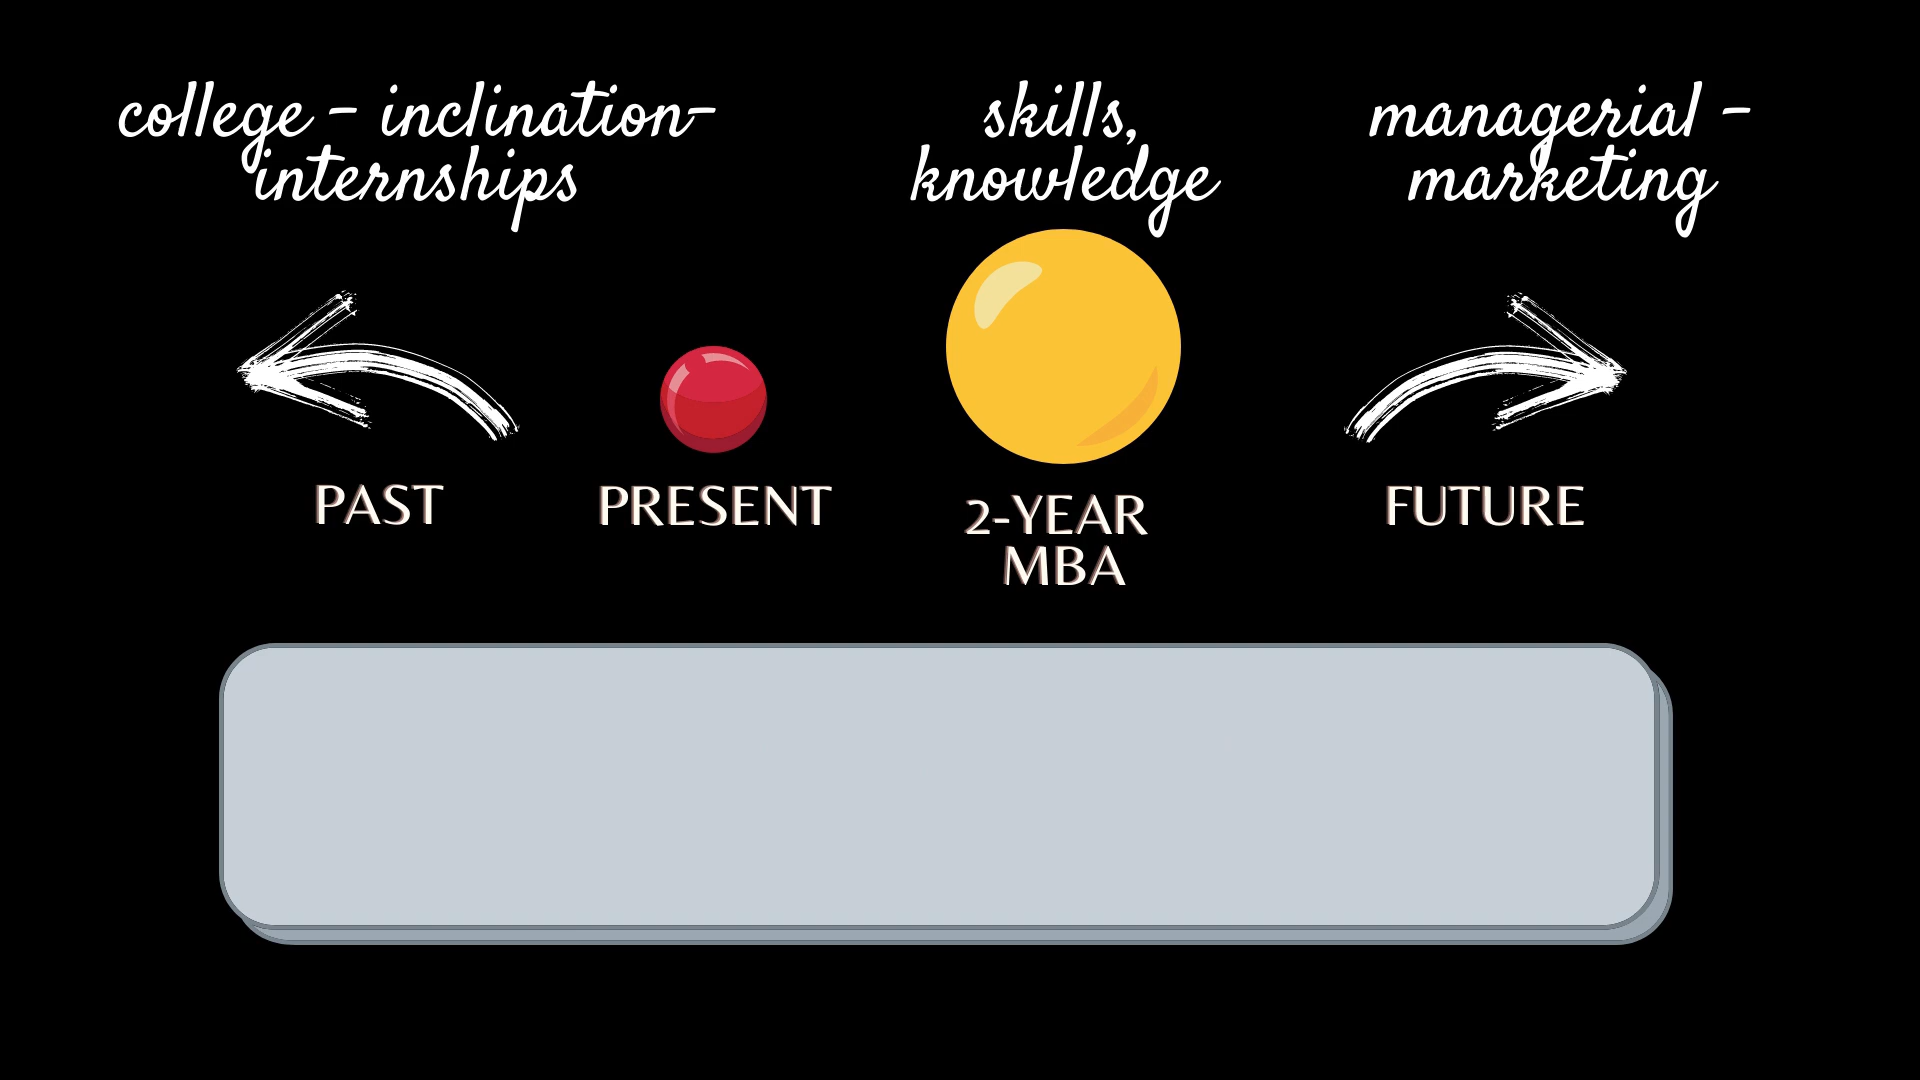 college - inclination-
internships
skills,
knowledge
managerial -
marketing
PAST
PRESENT
2-YEAR
MBA
FUTURE